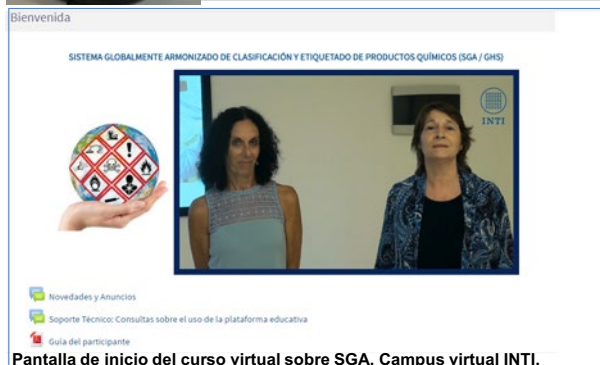 Bienvenida
SISTEMA GLOBALMENTE ARMONIZADO DE CLASIFICACIÓN Y ETIQUETADO DE PRODUCTOS QUÍMICOS (SGA / GHS)
INTI
Novedades y Anuncios
Soporte Técnico: Consultas sobre el uso de la plataforma educativa
Guía del participante
Pantalla de inicio del curso virtual sobre SGA. Campus virtual INTI.